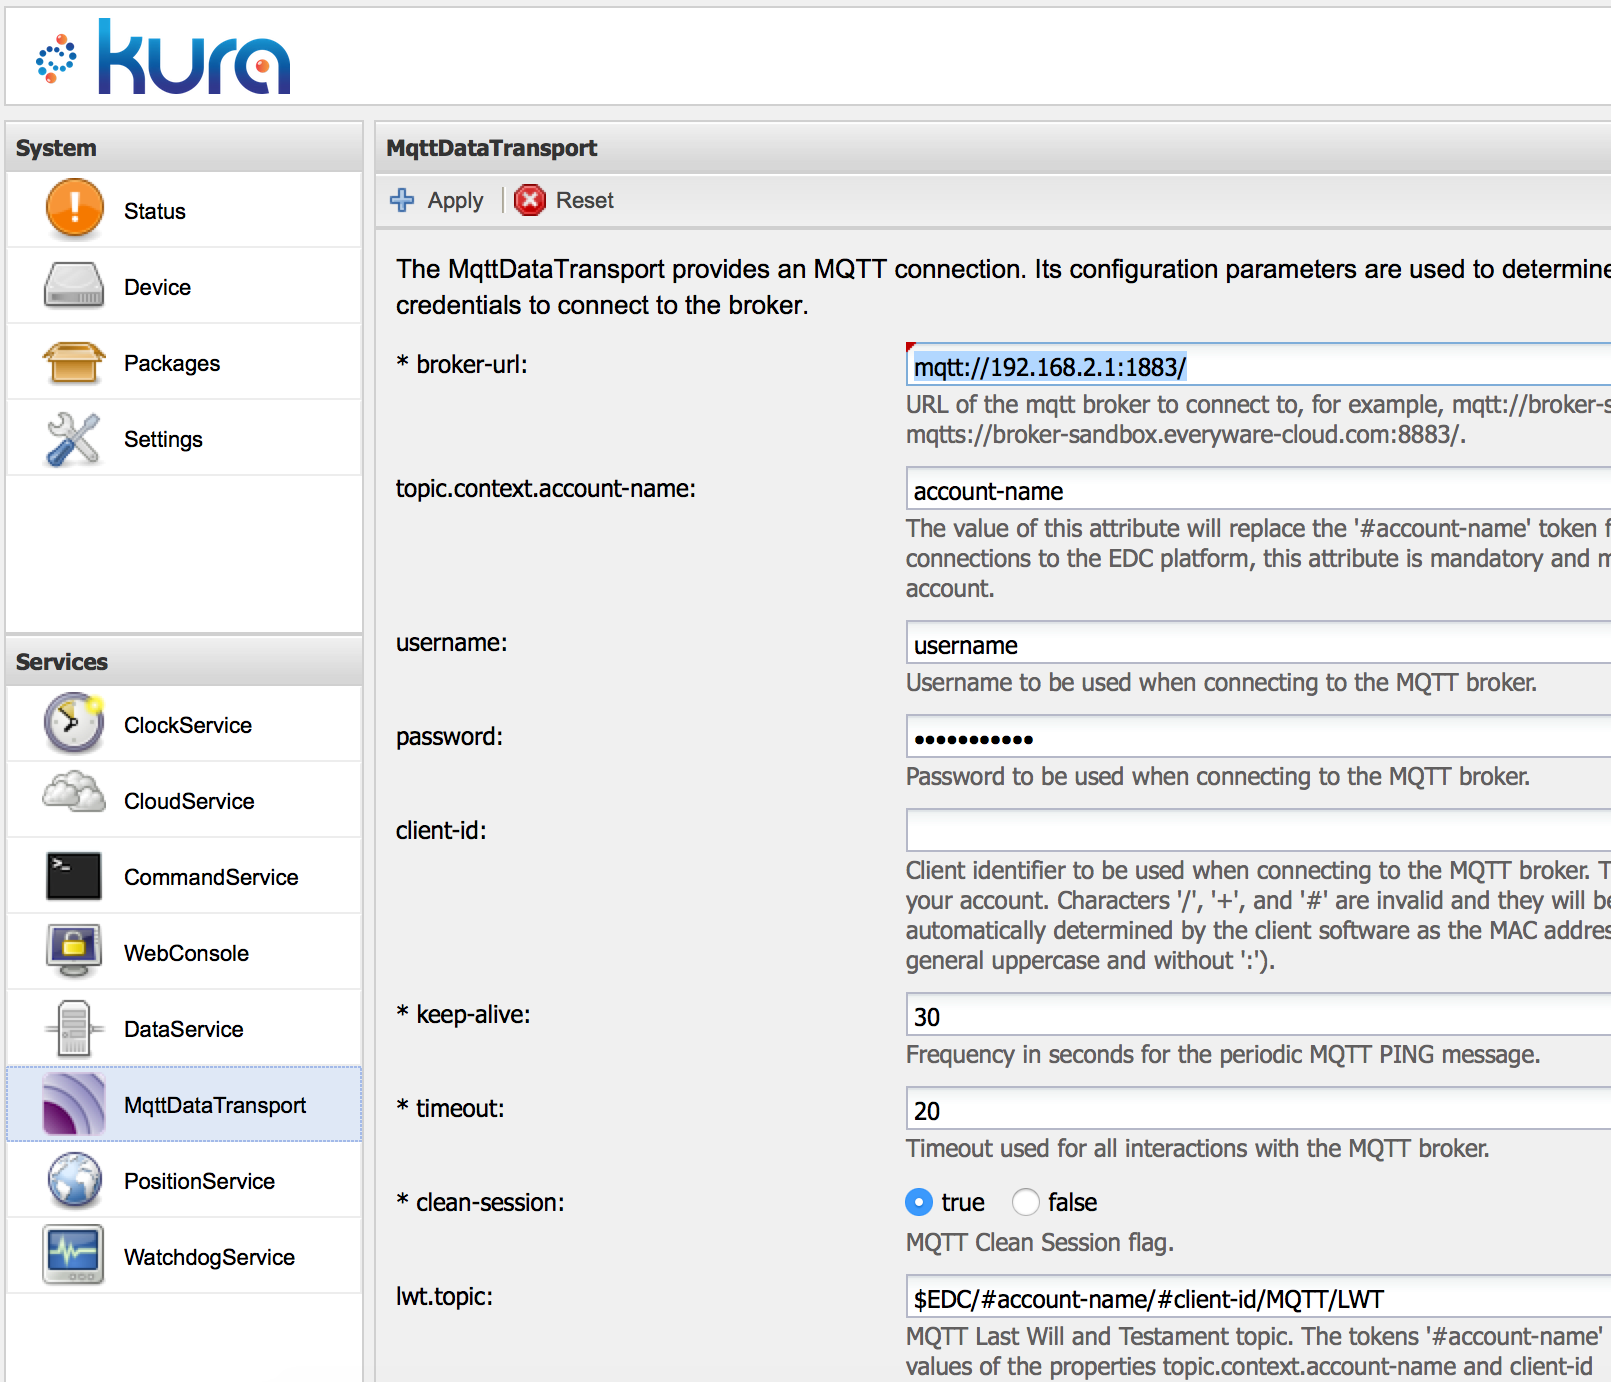 kura
System
Status
Device
Packages
Settings
Services
ClockService
CloudService
CommandService
WebConsole
DataService
MqttDataTransport
PositionService
WatchdogService
MqttDataTransport
Apply
Reset
The MqttDataTransport provides an MQTT connection. Its configuration parameters are used to determine
credentials to connect to the broker.
* broker-url:
mqtt://192.168.2.1:1883/
URL of the mqtt broker to connect to, for example, mqtt://broker-s
mqtts://broker-sandbox.everyware-cloud.com:8883/.
topic.context.account-name:
account-name
The value of this attribute will replace the '#account-name' token f
connections to the EDC platform, this attribute is mandatory and m
account.
username:
username
Username to be used when connecting to the MQTT broker.
password:
•••••••••••
Password to be used when connecting to the MQTT broker.
client-id:
Client identifier to be used when connecting to the MQTT broker. T
your account. Characters '/', '+', and '#' are invalid and they will be
automatically determined by the client software as the MAC addres
general uppercase and without ':').
* keep-alive:
30
Frequency in seconds for the periodic MQTT PING message.
* timeout:
20
Timeout used for all interactions with the MQTT broker.
* clean-session:
true false
MQTT Clean Session flag.
lwt.topic:
$EDC/#account-name/#client-id/MQTT/LWT
MQTT Last Will and Testament topic. The tokens '#account-name'
values of the properties topic.context.account-name and client-id